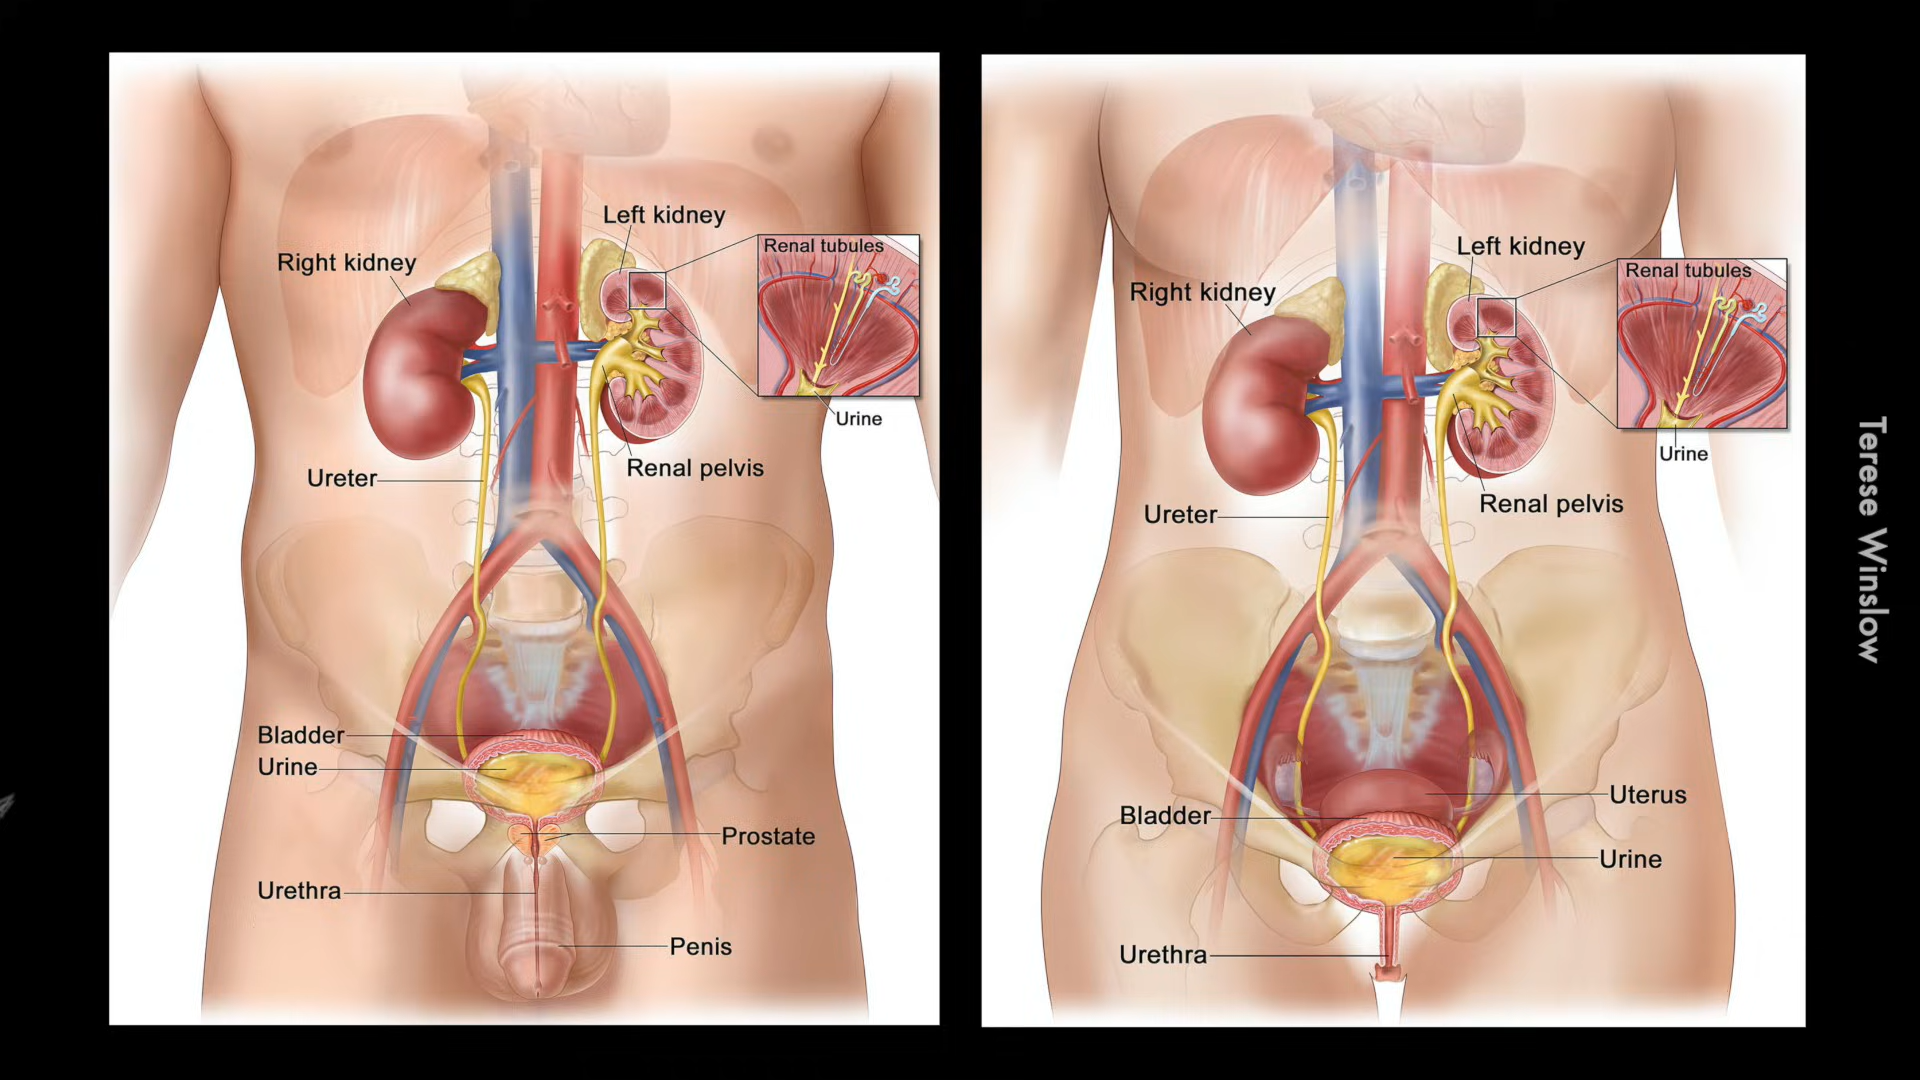 Left kidney
Renal tubules
Right kidney
Urine
Renal pelvis
Ureter
Bladder
Urine
Prostate
Urethra
Penis
Left kidney
Renal tubules
Right kidney
Urine
Renal pelvis
Ureter
Uterus
Bladder
Urine
Urethra
Terese Winslow